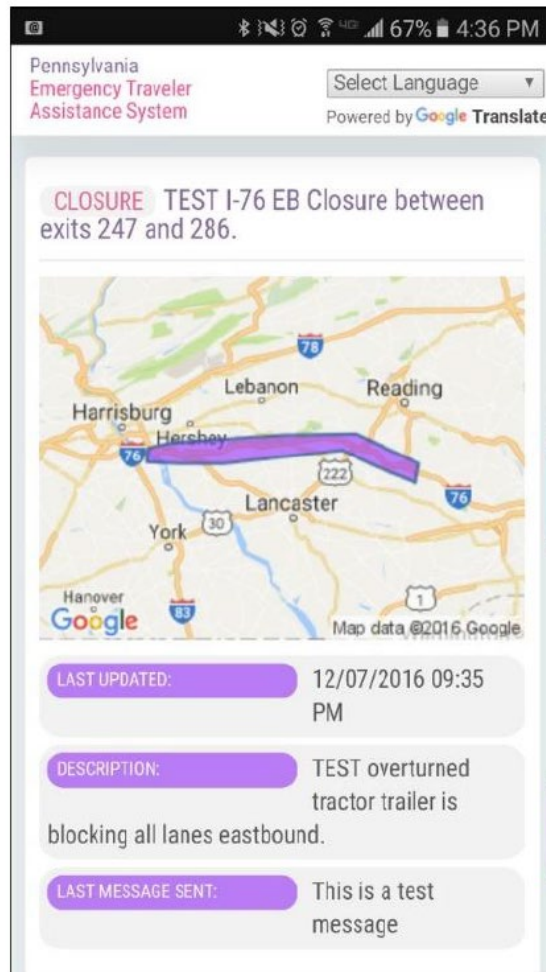 67% 4:36 PM
Pennsylvania
Emergency Traveler
Assistance System
Select Language
Powered by Google Translate
CLOSURE TEST I-76 EB Closure between
exits 247 and 286.
78
Lebanon
Reading
Harrisburg
Hershey
76
222
76
Lancaster
30
York
Hanover
83
1
Google
Map data ©2016 Google
LAST UPDATED: 12/07/2016 09:35
PM
DESCRIPTION: TEST overturned
tractor trailer is
blocking all lanes eastbound.
LAST MESSAGE SENT: This is a test
message